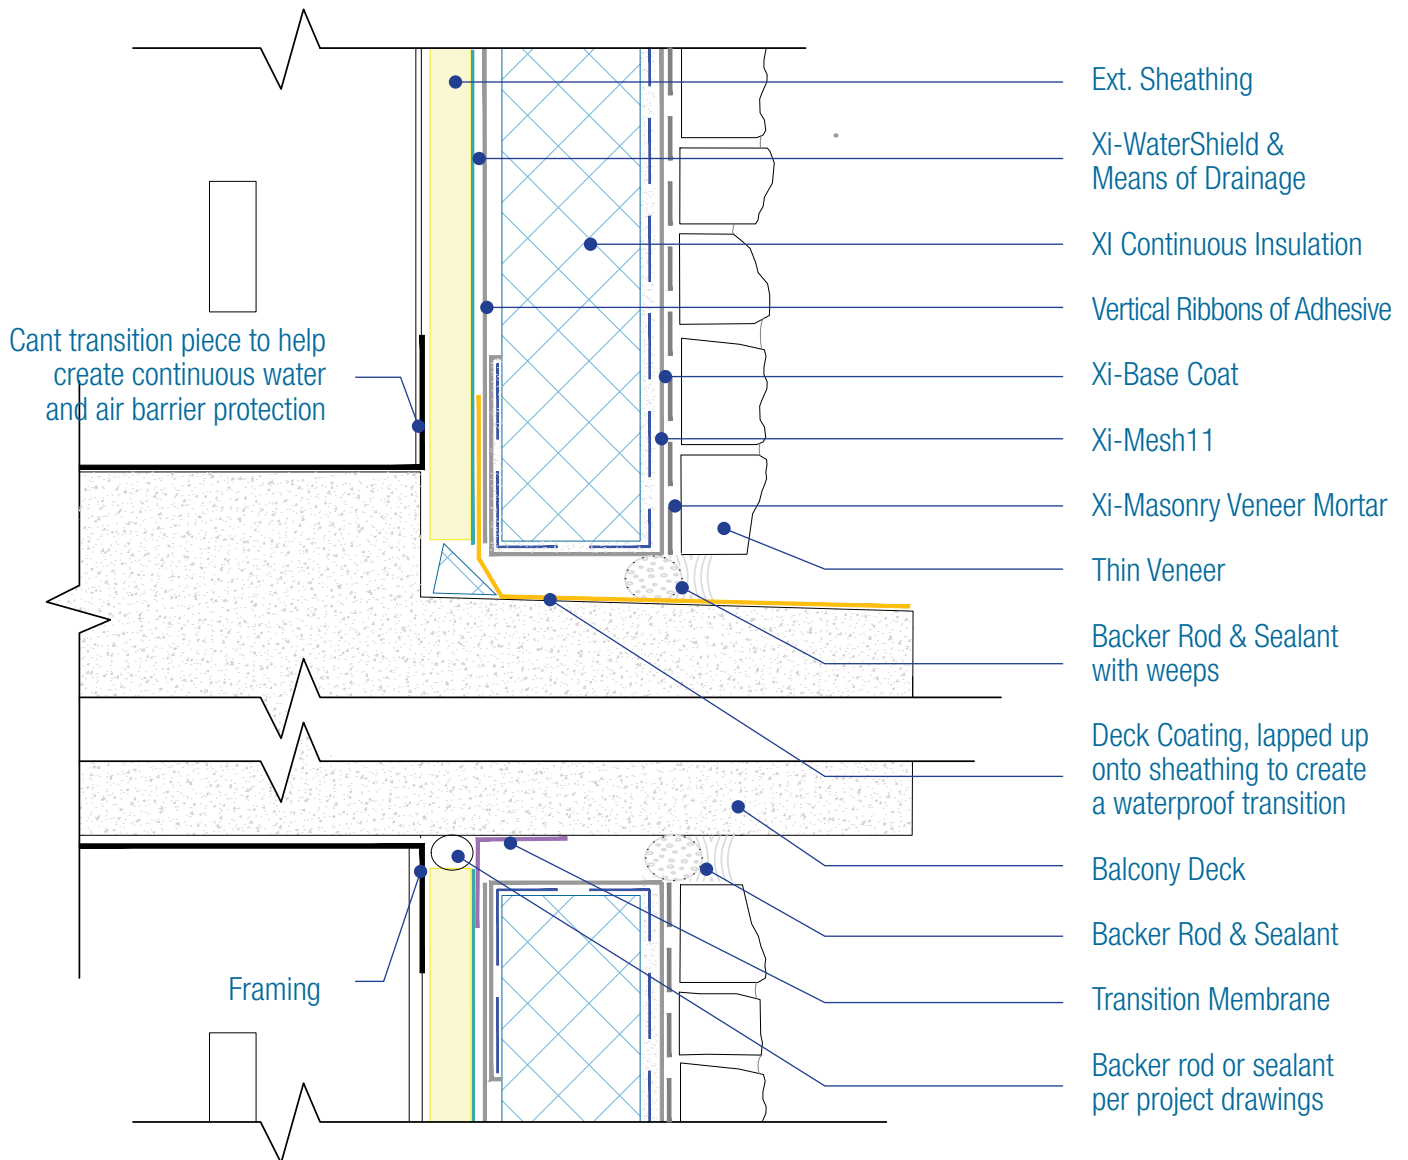 Ext. Sheathing
Xi-WaterShield &
Means of Drainage
XI Continuous Insulation
Vertical Ribbons of Adhesive
Cant transition piece to help
create continuous water
and air barrier protection
Xi-Base Coat
Xi-Mesh11
Xi-Masonry Veneer Mortar
Thin Veneer
Backer Rod & Sealant
with weeps
Deck Coating, lapped up
onto sheathing to create
a waterproof transition
Balcony Deck
Backer Rod & Sealant
Framing
Transition Membrane
Backer rod or sealant
per project drawings